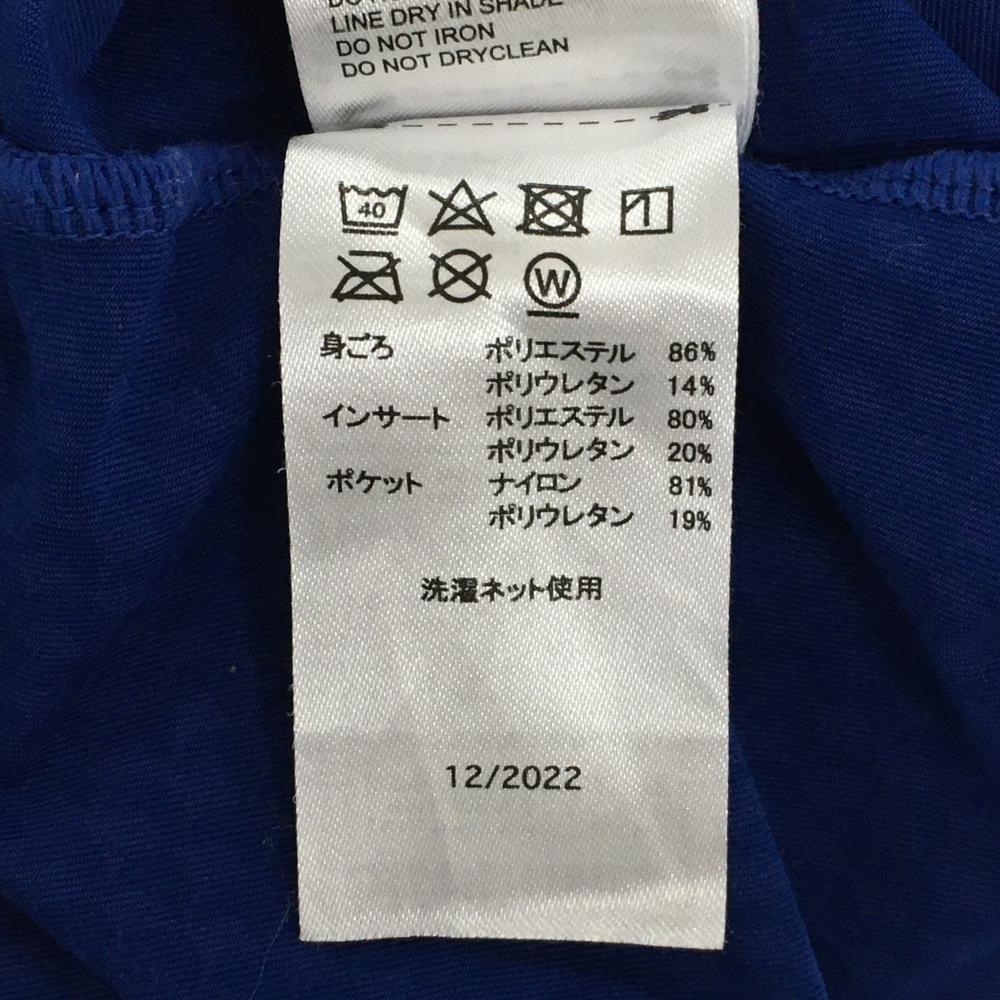 LINE DRY IN SHADE
DO NOT IRON
DO NOT DRYCLEAN
40
W
身ごろ ポリエステル 86%
ポリウレタン 14%
インサート ポリエステル 80%
ポリウレタン 20%
ポケット ナイロン 81%
ポリウレタン 19%
洗濯ネット使用
12/2022